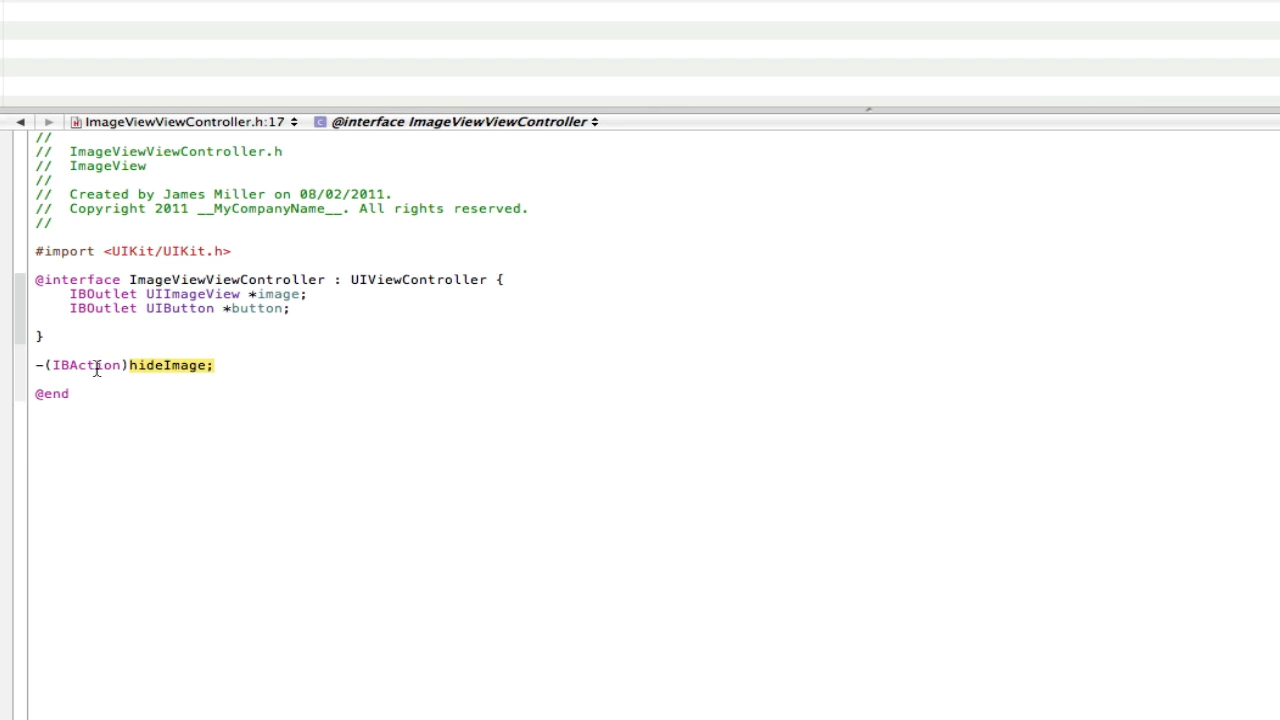 ImageViewViewController.h:17 @interface ImageViewViewController
//
// ImageViewViewController.h
// ImageView
//
// Created by James Miller on 08/02/2011.
// Copyright 2011 __MyCompanyName__. All rights reserved.
//
#import <UIKit/UIKit.h>
@interface ImageViewViewController : UIViewController {
IBOutlet UIImageView *image;
IBOutlet UIButton *button;
}
-(IBAction)hideImage;
@end